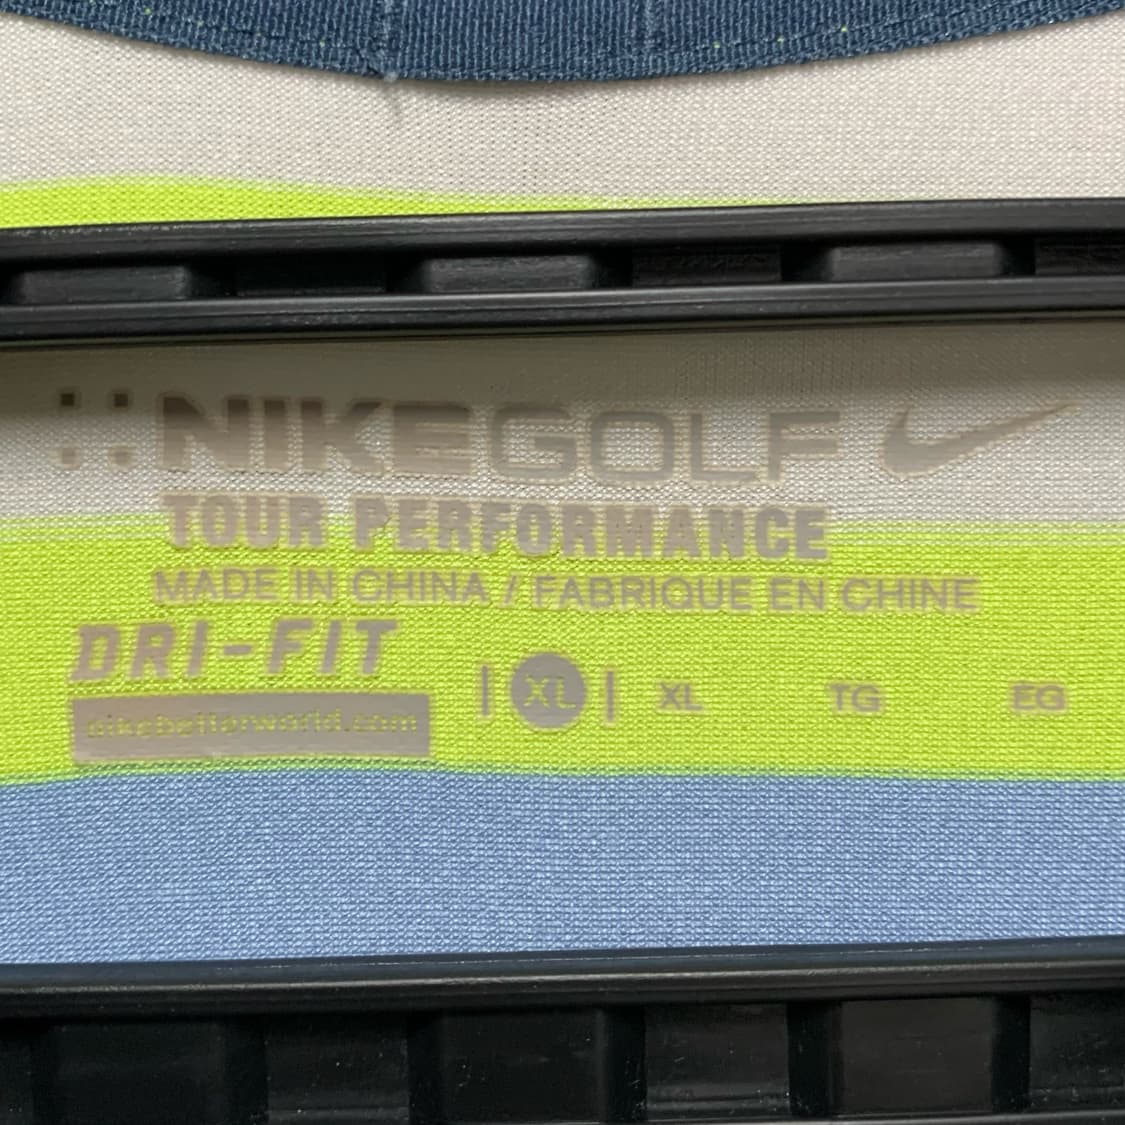 NIKEGOLF
TOUR PERFORMANCE
MADE IN CHINA / FABRIQUE EN CHINE
DRI-FIT
| XL | XL TG EG
nikebetterworld.com